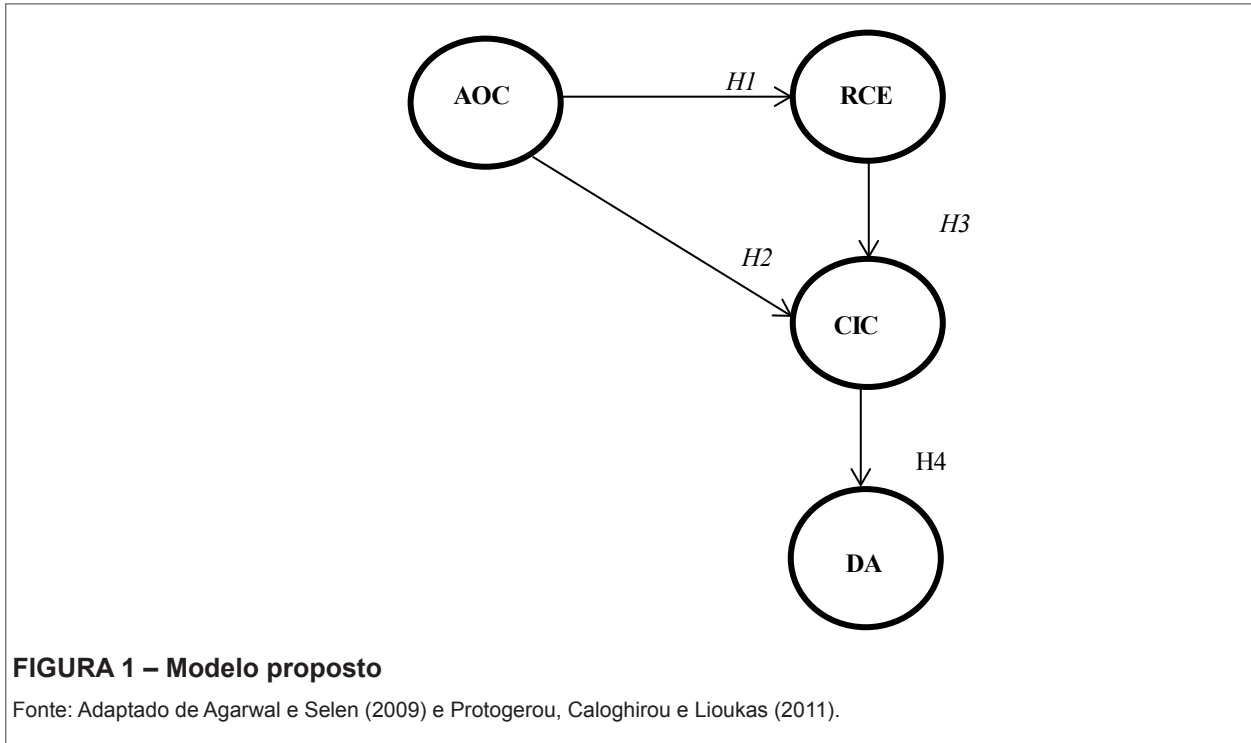 AOC
H1
RCE
H3
H2
CIC
H4
DA
FIGURA 1 – Modelo proposto
Fonte: Adaptado de Agarwal e Selen (2009) e Protogerou, Caloghirou e Lioukas (2011).